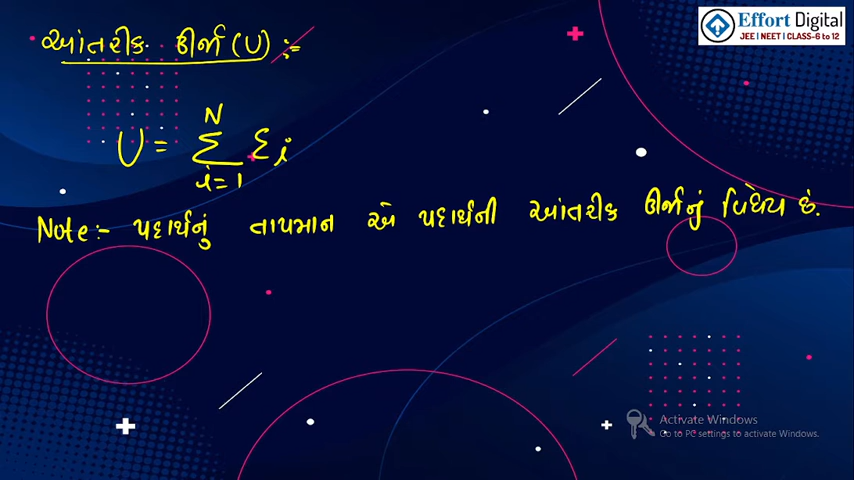 Effort Digital
JEE | NEET | CLASS-6 to 12
આંતરીક ઊર્જા (U) :-
U = Σ εi
N
i=1
Note:- પદાર્થનું તાપમાન એ પદાર્થની આંતરીક ઊર્જાનું વિધેય છે.
Activate Windows
Go to PC settings to activate Windows.